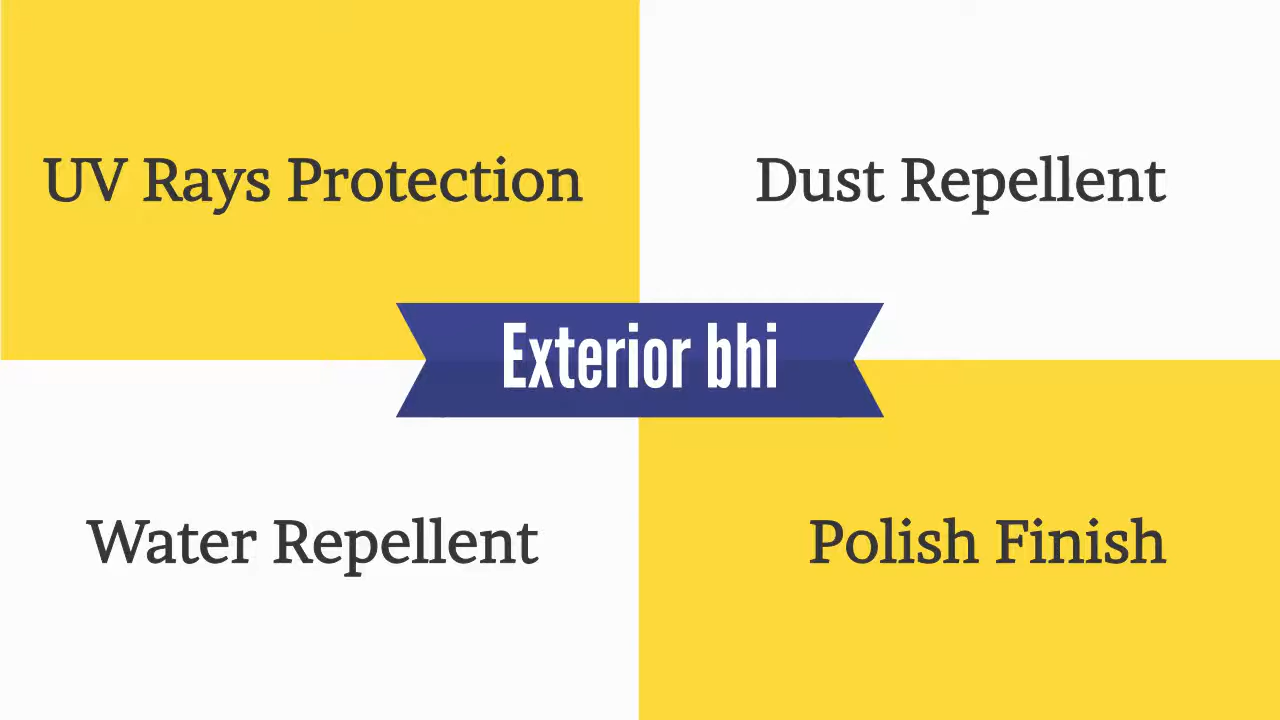 UV Rays Protection
Dust Repellent
Exterior bhi
Water Repellent
Polish Finish